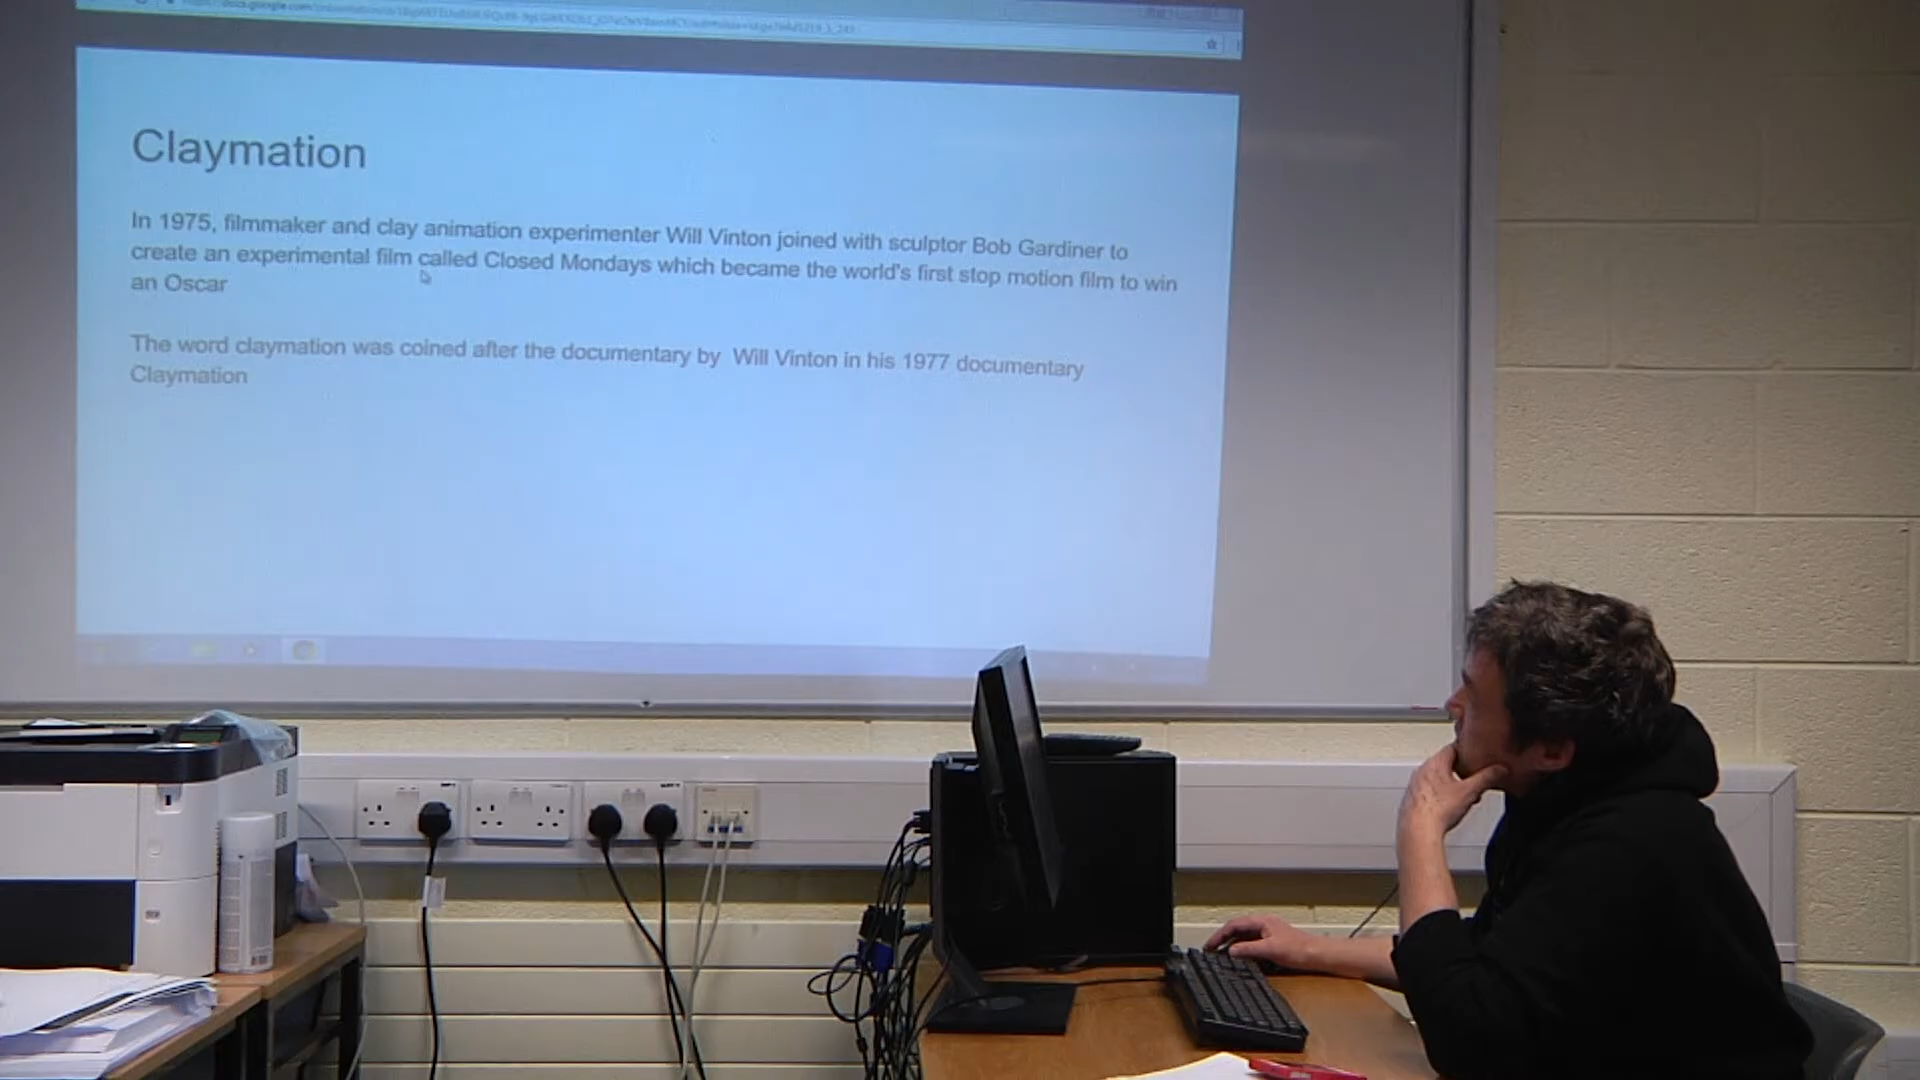 Claymation
In 1975, filmmaker and clay animation experimenter Will Vinton joined with sculptor Bob Gardiner to
create an experimental film called Closed Mondays which became the world's first stop motion film to win
an Oscar
The word claymation was coined after the documentary by Will Vinton in his 1977 documentary
Claymation